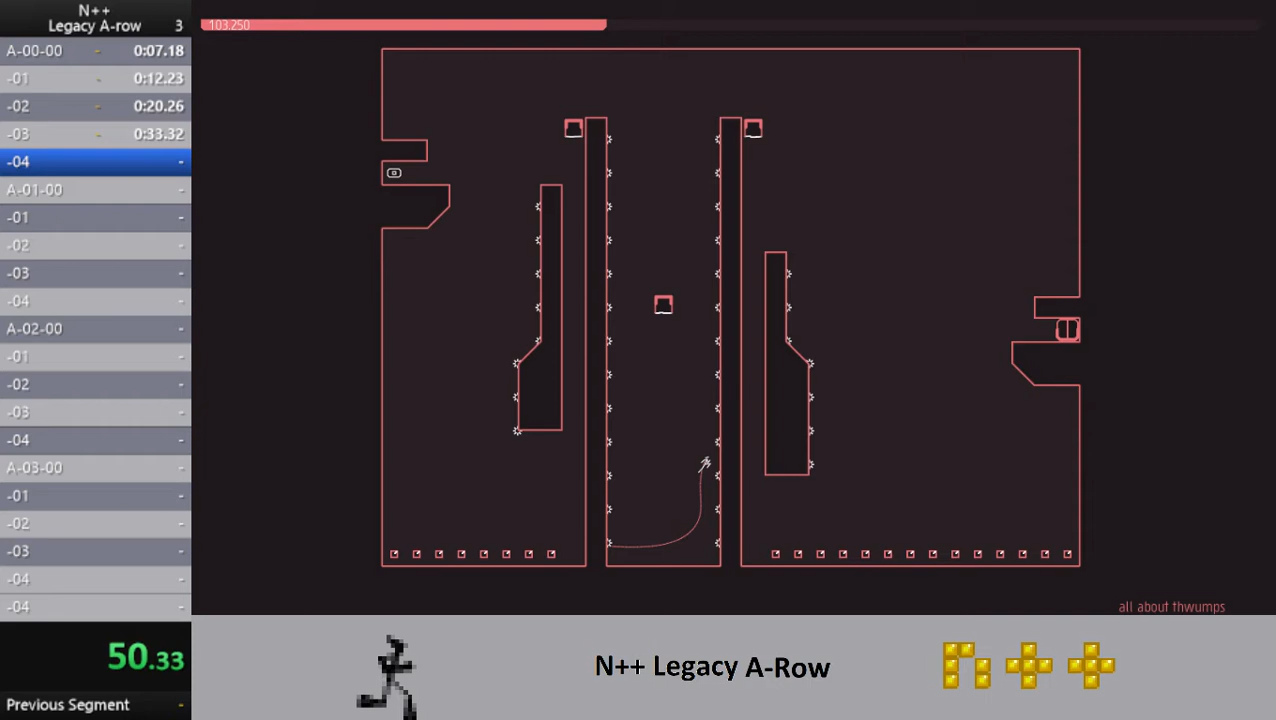 N++
Legacy A-row 3
A-00-00 - 0:07.18
-01 - 0:12.23
-02 - 0:20.26
-03 - 0:33.32
-04 -
A-01-00 -
-01 -
-02 -
-03 -
-04 -
A-02-00 -
-01 -
-02 -
-03 -
-04 -
A-03-00 -
-01 -
-02 -
-03 -
-04 -
-04 -
50.33
Previous Segment -
103.250
all about thwumps
N++ Legacy A-Row
n++